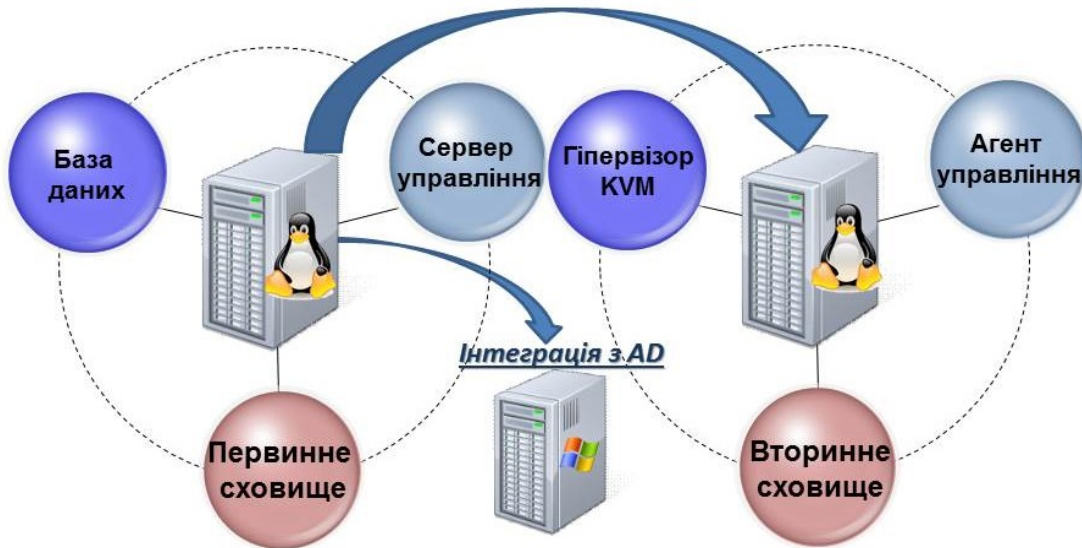 База
даних
Сервер
управління
Гіпервізор
KVM
Агент
управління
Інтеграція з AD
Первинне
сховище
Вторинне
сховище